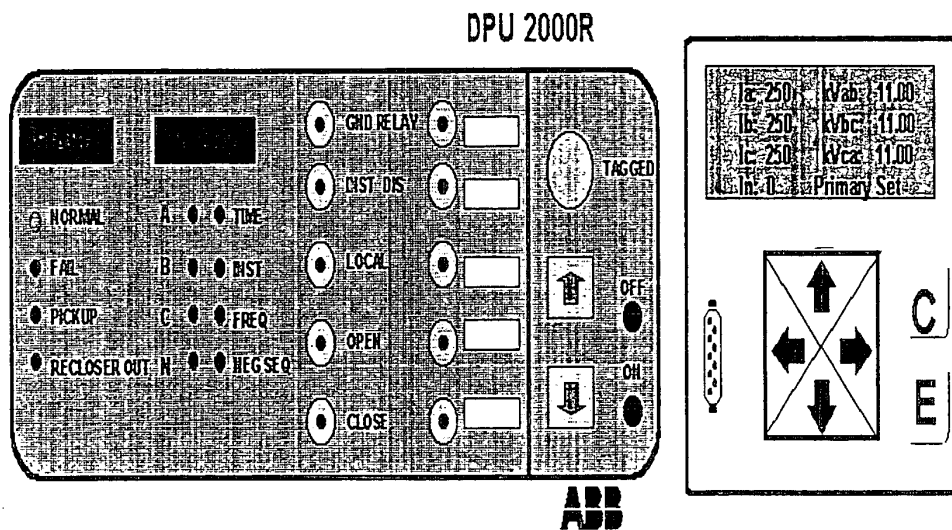 DPU 2000R
NORMAL
FAIL
PICKUP
RECLOSER OUT
A TIME
B INST
C FREQ
N NEG SEQ
GND RELAY
INST DIS
LOCAL
OPEN
CLOSE
TAGGED
OFF
ON
Ia: 250 kVab: 11.00
Ib: 250 kVbc: 11.00
Ic: 250 kVca: 11.00
In: 0 Primary Set
C
E
ABB